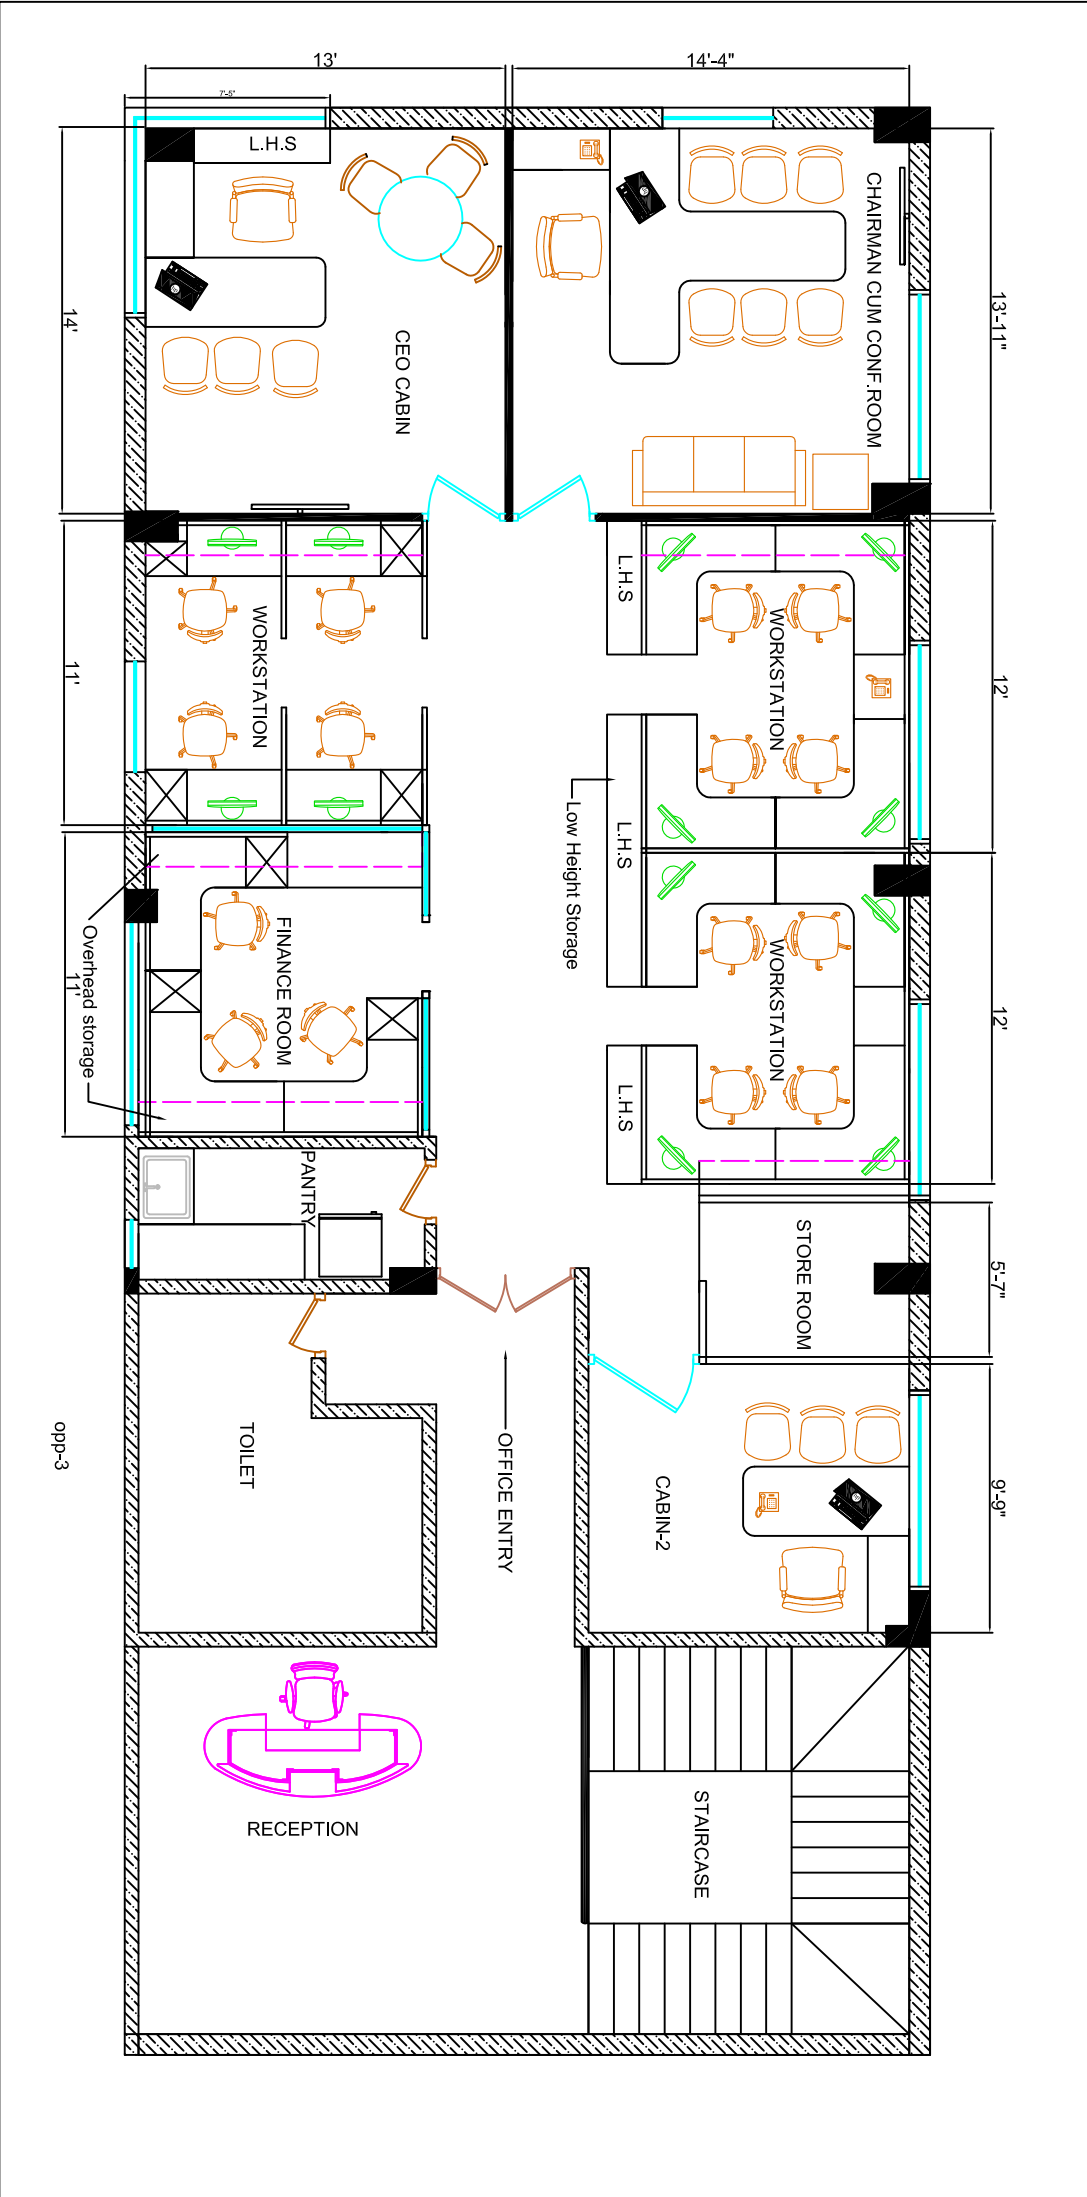 13'
14'-4"
7'-5"
L.H.S
CHAIRMAN CUM CONF.ROOM
13'-11"
14'
CEO CABIN
L.H.S
WORKSTATION
WORKSTATION
11'
12'
Low Height Storage
L.H.S
FINANCE ROOM
Overhead storage
11'
WORKSTATION
12'
L.H.S
PANTRY
STORE ROOM
5'-7"
TOILET
opp-3
OFFICE ENTRY
CABIN-2
9'-9"
RECEPTION
STAIRCASE